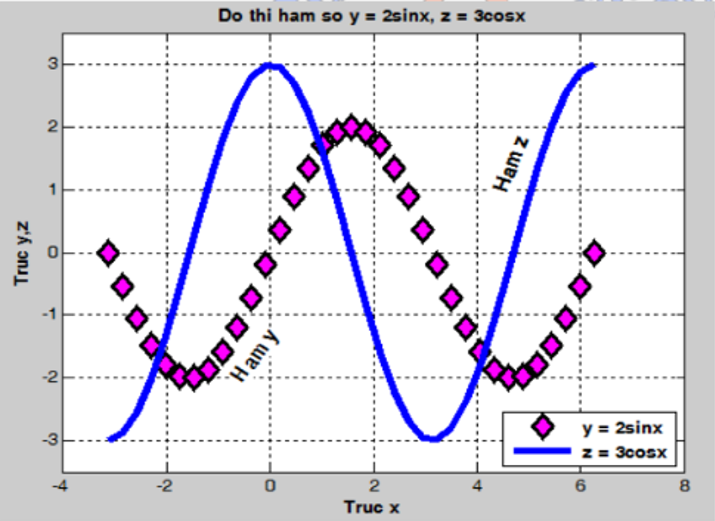 Do thi ham so y = 2sinx, z = 3cosx
3
2
1
0
-1
-2
-3
Truc y,z
Ham z
Ham y
y = 2sinx
z = 3cosx
-4
-2
0
2
4
6
8
Truc x